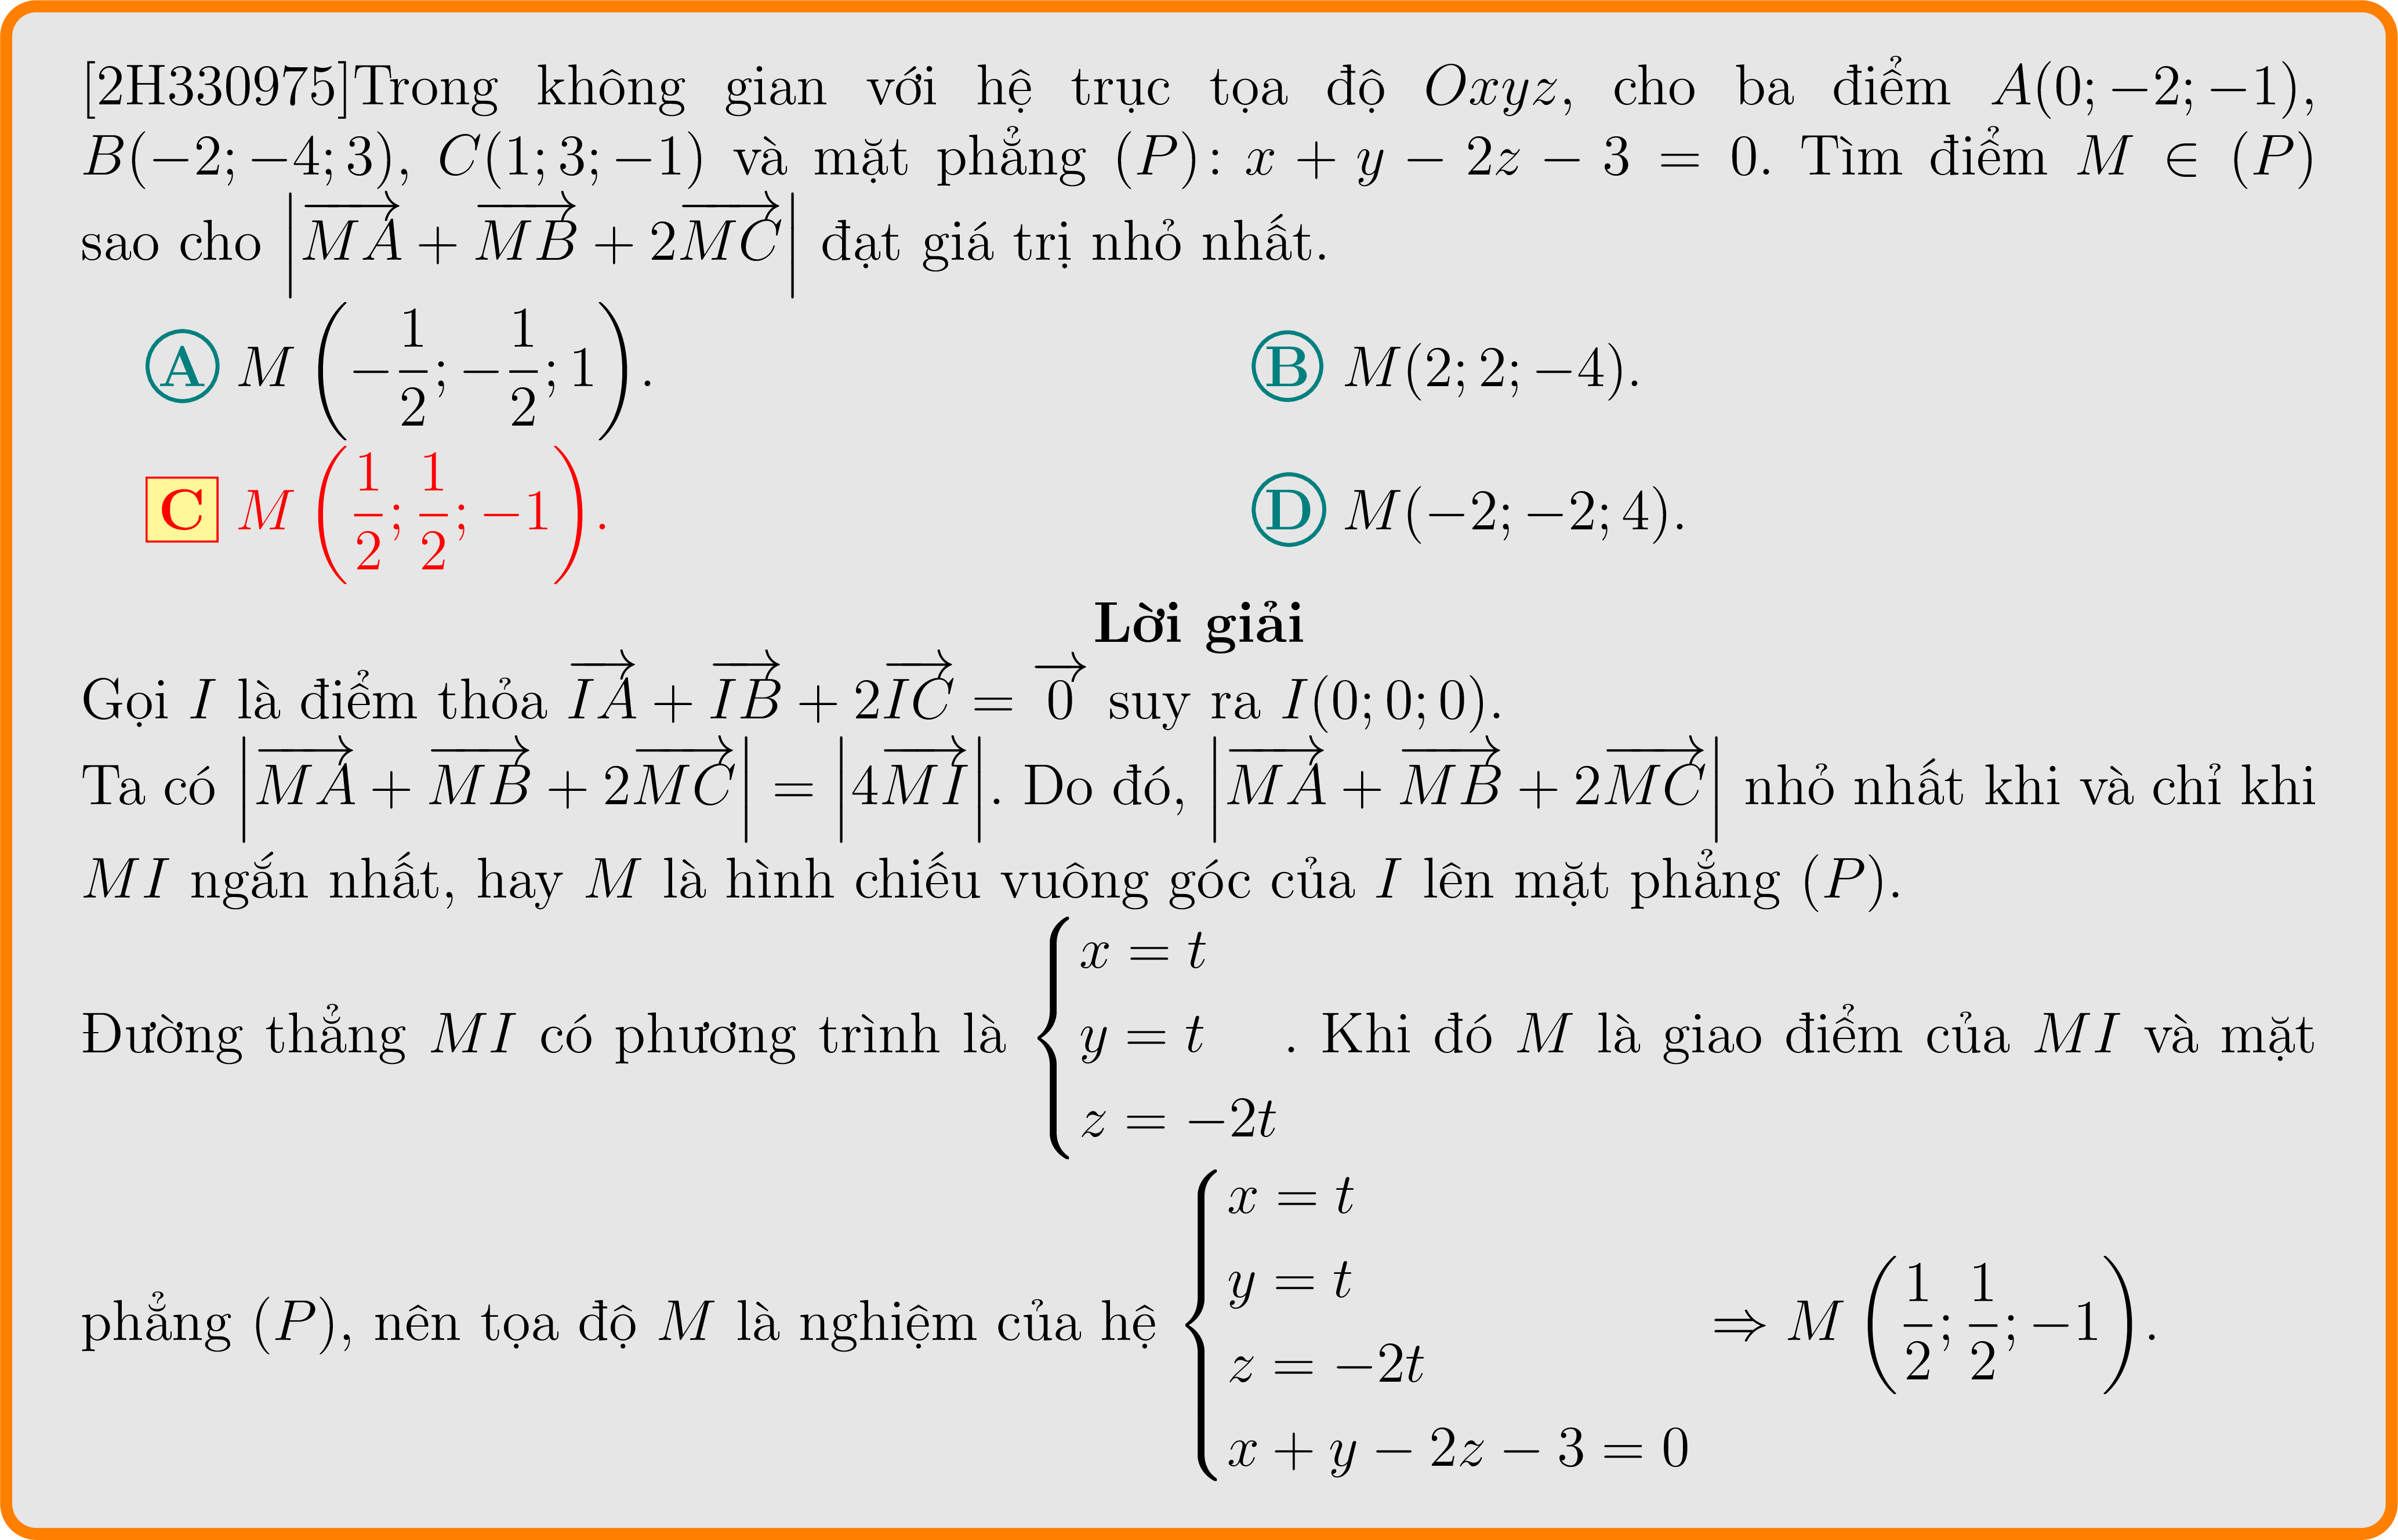 [2H330975]Trong không gian với hệ trục tọa độ $Oxyz$, cho ba điểm $A(0;-2;-1)$,
$B(-2;-4;3)$, $C(1;3;-1)$ và mặt phẳng $(P)\colon x+y-2z-3=0$. Tìm điểm $M \in (P)$
sao cho $\left|\overrightarrow{MA}+\overrightarrow{MB}+2\overrightarrow{MC}\right|$ đạt giá trị nhỏ nhất.
A $M\left(-\dfrac{1}{2};-\dfrac{1}{2};1\right)$.
B $M(2;2;-4)$.
C $M\left(\dfrac{1}{2};\dfrac{1}{2};-1\right)$.
D $M(-2;-2;4)$.
Lời giải
Gọi $I$ là điểm thỏa $\overrightarrow{IA}+\overrightarrow{IB}+2\overrightarrow{IC}=\overrightarrow{0}$ suy ra $I(0;0;0)$.
Ta có $\left|\overrightarrow{MA}+\overrightarrow{MB}+2\overrightarrow{MC}\right|=\left|4\overrightarrow{MI}\right|$. Do đó, $\left|\overrightarrow{MA}+\overrightarrow{MB}+2\overrightarrow{MC}\right|$ nhỏ nhất khi và chỉ khi
$MI$ ngắn nhất, hay $M$ là hình chiếu vuông góc của $I$ lên mặt phẳng $(P)$.
Đường thẳng $MI$ có phương trình là $\begin{cases} x=t \\ y=t \\ z=-2t \end{cases}$. Khi đó $M$ là giao điểm của $MI$ và mặt
phẳng $(P)$, nên tọa độ $M$ là nghiệm của hệ $\begin{cases} x=t \\ y=t \\ z=-2t \\ x+y-2z-3=0 \end{cases} \Rightarrow M\left(\dfrac{1}{2};\dfrac{1}{2};-1\right)$.